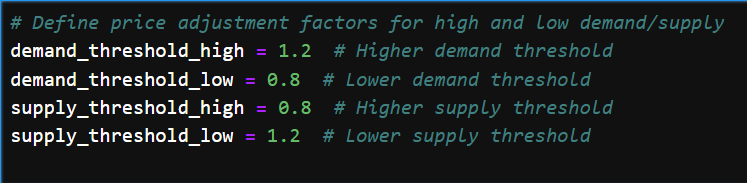 # Define price adjustment factors for high and low demand/supply
demand_threshold_high = 1.2  # Higher demand threshold
demand_threshold_low = 0.8  # Lower demand threshold
supply_threshold_high = 0.8  # Higher supply threshold
supply_threshold_low = 1.2  # Lower supply threshold